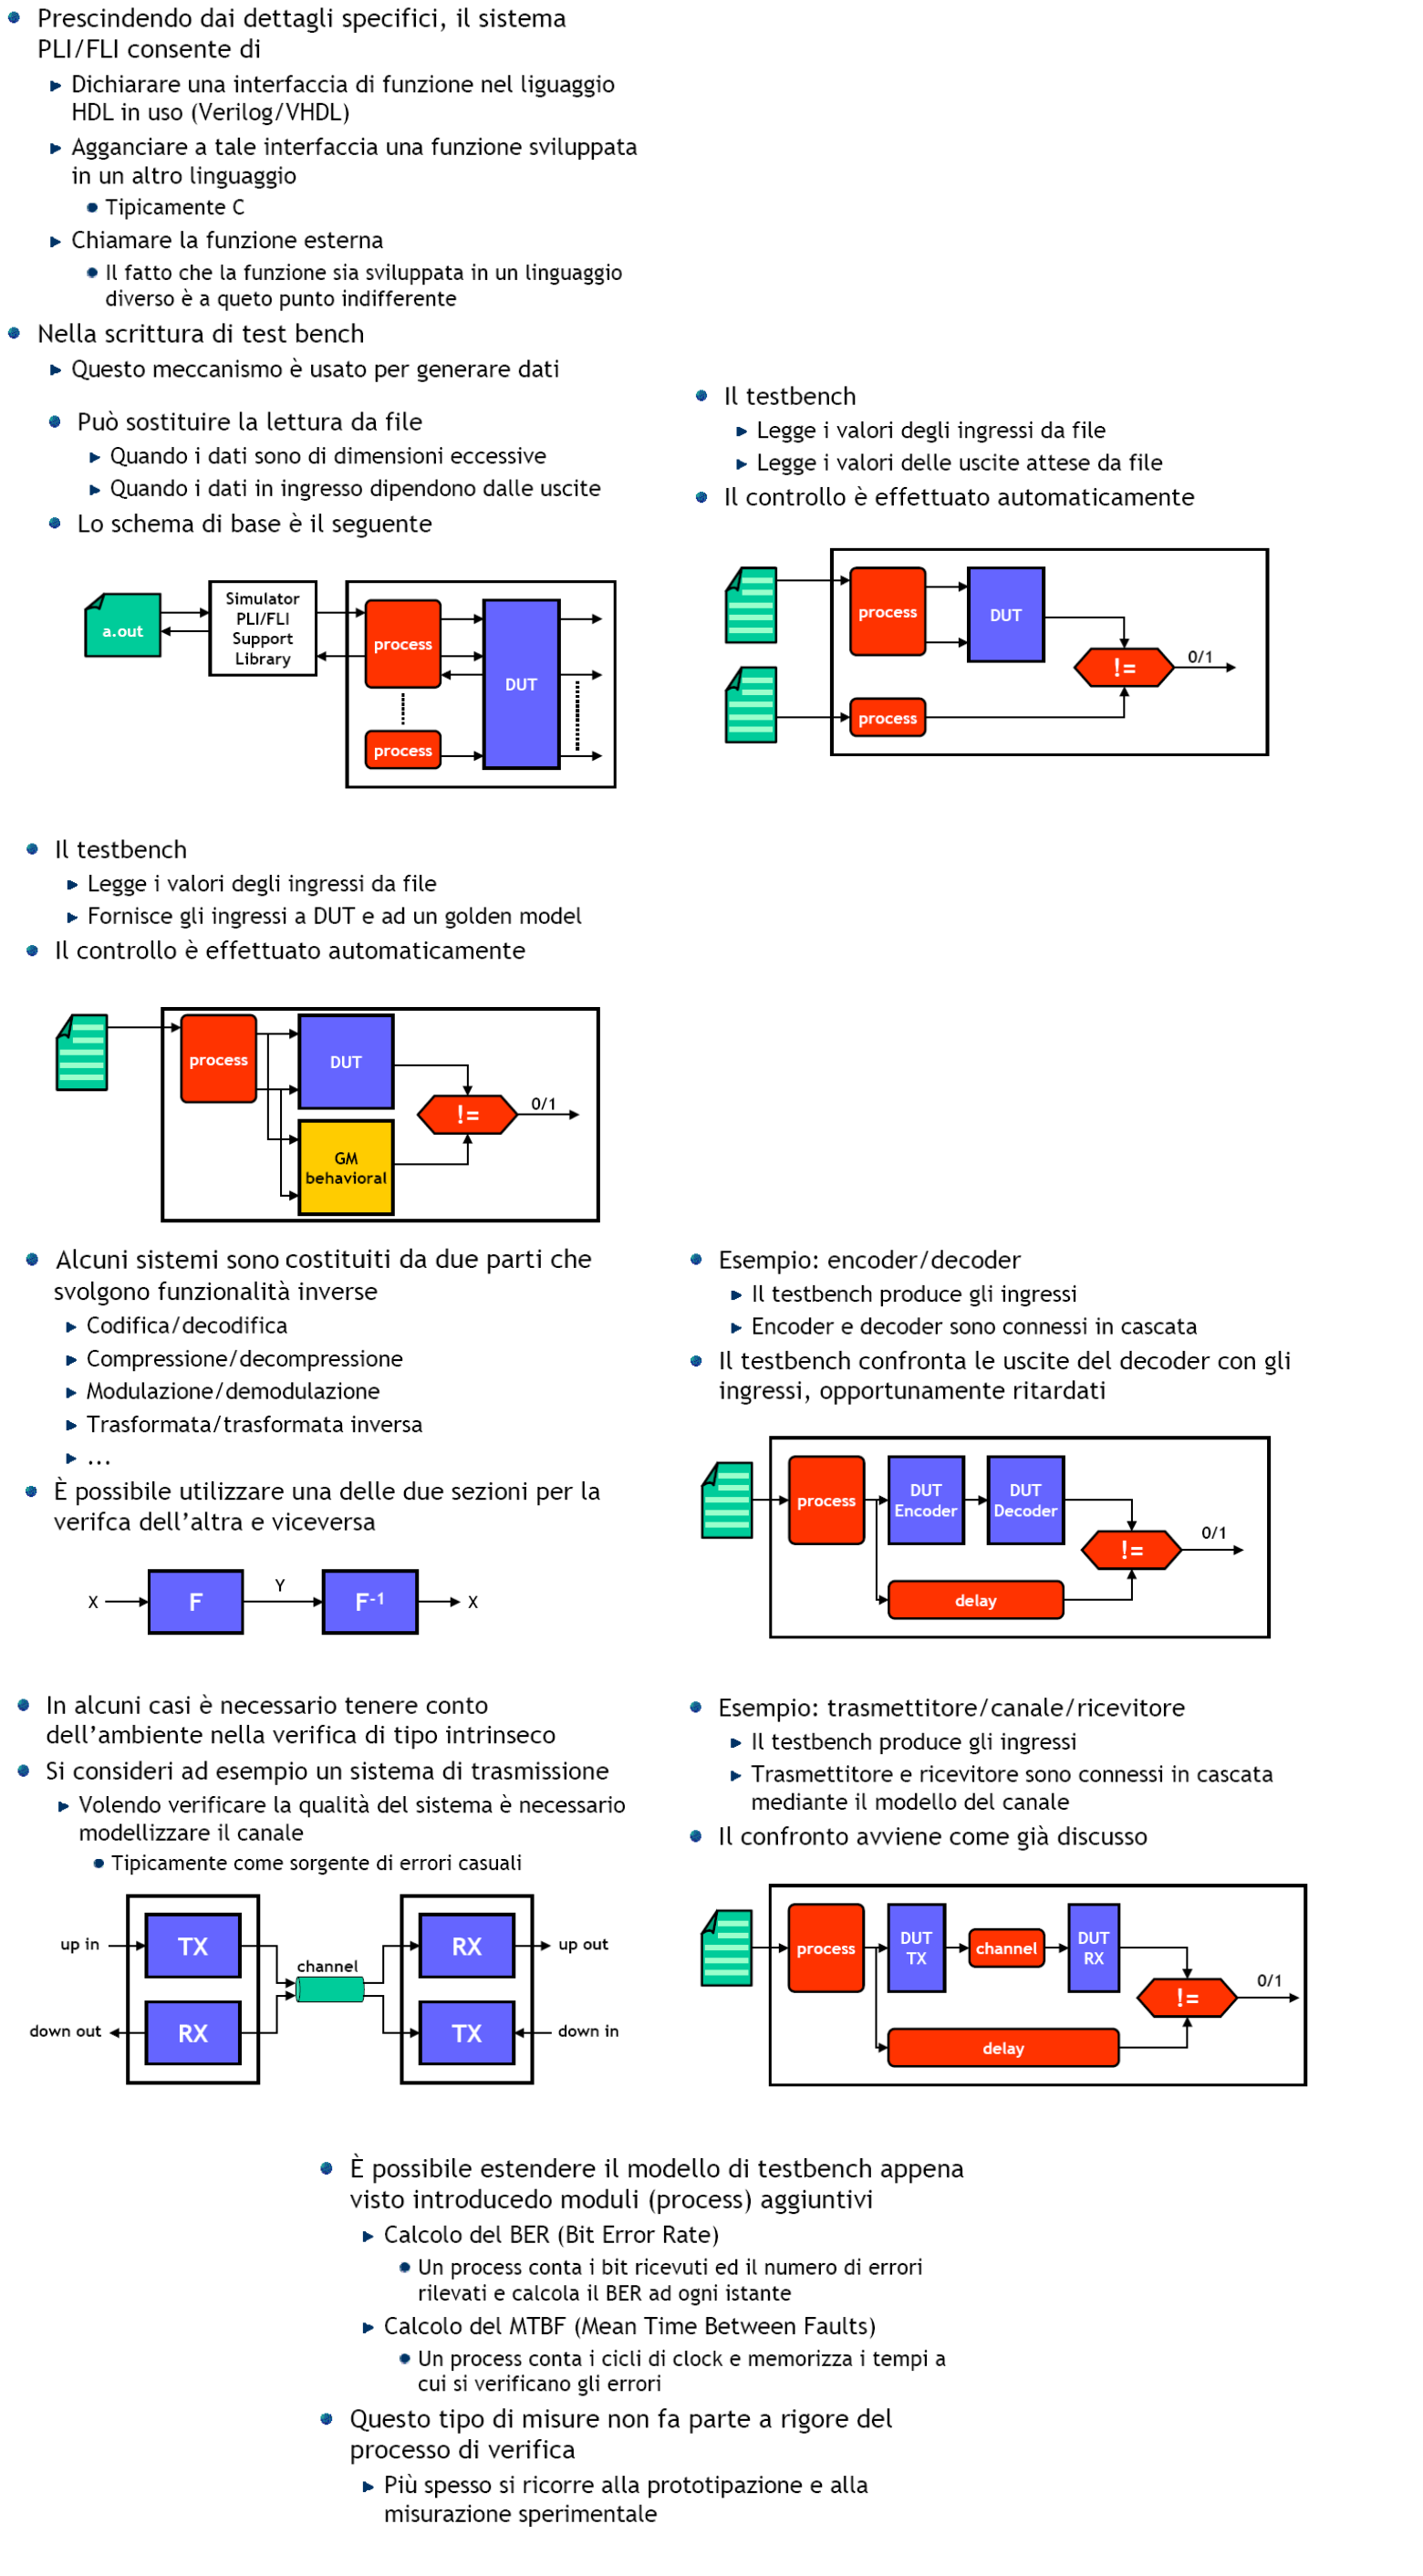 Prescindendo dai dettagli specifici, il sistema
PLI/FLI consente di
Dichiarare una interfaccia di funzione nel liguaggio
HDL in uso (Verilog/VHDL)
Agganciare a tale interfaccia una funzione sviluppata
in un altro linguaggio
Tipicamente C
Chiamare la funzione esterna
Il fatto che la funzione sia sviluppata in un linguaggio
diverso è a queto punto indifferente
Nella scrittura di test bench
Questo meccanismo è usato per generare dati
Può sostituire la lettura da file
Quando i dati sono di dimensioni eccessive
Quando i dati in ingresso dipendono dalle uscite
Lo schema di base è il seguente
a.out
Simulator
PLI/FLI
Support
Library
process
process
DUT
Il testbench
Legge i valori degli ingressi da file
Legge i valori delle uscite attese da file
Il controllo è effettuato automaticamente
process
process
DUT
!=
0/1
Il testbench
Legge i valori degli ingressi da file
Fornisce gli ingressi a DUT e ad un golden model
Il controllo è effettuato automaticamente
process
DUT
GM
behavioral
!=
0/1
Alcuni sistemi sono costituiti da due parti che
svolgono funzionalità inverse
Codifica/decodifica
Compressione/decompressione
Modulazione/demodulazione
Trasformata/trasformata inversa
...
È possibile utilizzare una delle due sezioni per la
verifca dell'altra e viceversa
X
F
Y
F-1
X
Esempio: encoder/decoder
Il testbench produce gli ingressi
Encoder e decoder sono connessi in cascata
Il testbench confronta le uscite del decoder con gli
ingressi, opportunamente ritardati
process
DUT
Encoder
DUT
Decoder
delay
!=
0/1
In alcuni casi è necessario tenere conto
dell'ambiente nella verifica di tipo intrinseco
Si consideri ad esempio un sistema di trasmissione
Volendo verificare la qualità del sistema è necessario
modellizzare il canale
Tipicamente come sorgente di errori casuali
up in
TX
channel
RX
up out
down out
RX
TX
down in
Esempio: trasmettitore/canale/ricevitore
Il testbench produce gli ingressi
Trasmettitore e ricevitore sono connessi in cascata
mediante il modello del canale
Il confronto avviene come già discusso
process
DUT
TX
channel
DUT
RX
delay
!=
0/1
È possibile estendere il modello di testbench appena
visto introducedo moduli (process) aggiuntivi
Calcolo del BER (Bit Error Rate)
Un process conta i bit ricevuti ed il numero di errori
rilevati e calcola il BER ad ogni istante
Calcolo del MTBF (Mean Time Between Faults)
Un process conta i cicli di clock e memorizza i tempi a
cui si verificano gli errori
Questo tipo di misure non fa parte a rigore del
processo di verifica
Più spesso si ricorre alla prototipazione e alla
misurazione sperimentale